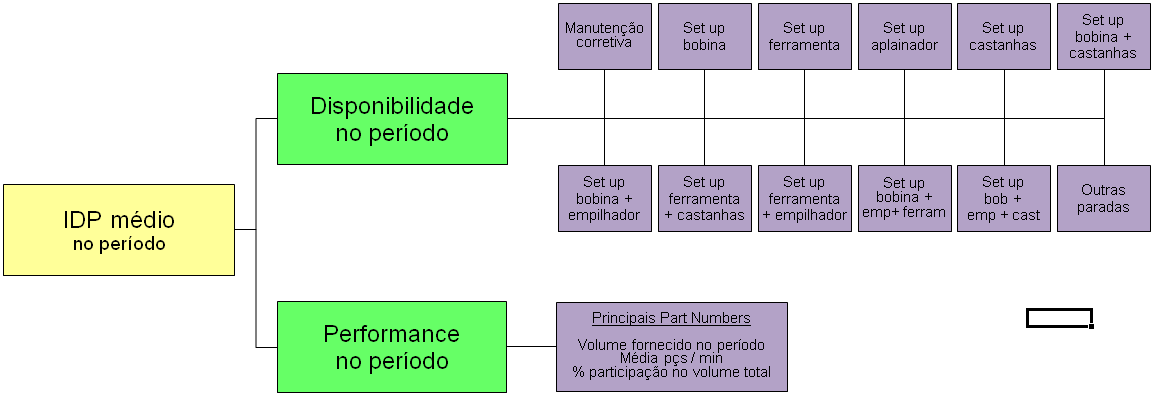 Manutenção
corretiva
Set up
bobina
Set up
ferramenta
Set up
aplainador
Set up
castanhas
Set up
bobina +
castanhas
Disponibilidade
no período
Set up
bobina +
empilhador
Set up
ferramenta
+ castanhas
Set up
ferramenta
+ empilhador
Set up
bobina +
emp+ ferram
Set up
bob +
emp + cast
Outras
paradas
IDP médio
no período
Performance
no período
Principais Part Numbers
Volume fornecido no período
Média pçs / min
% participação no volume total